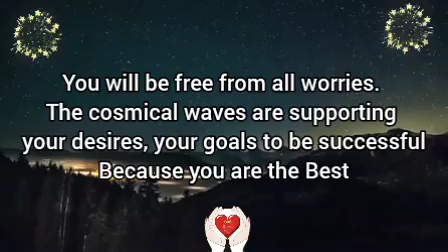 You will be free from all worries.
The cosmical waves are supporting
your desires, your goals to be successful
Because you are the Best